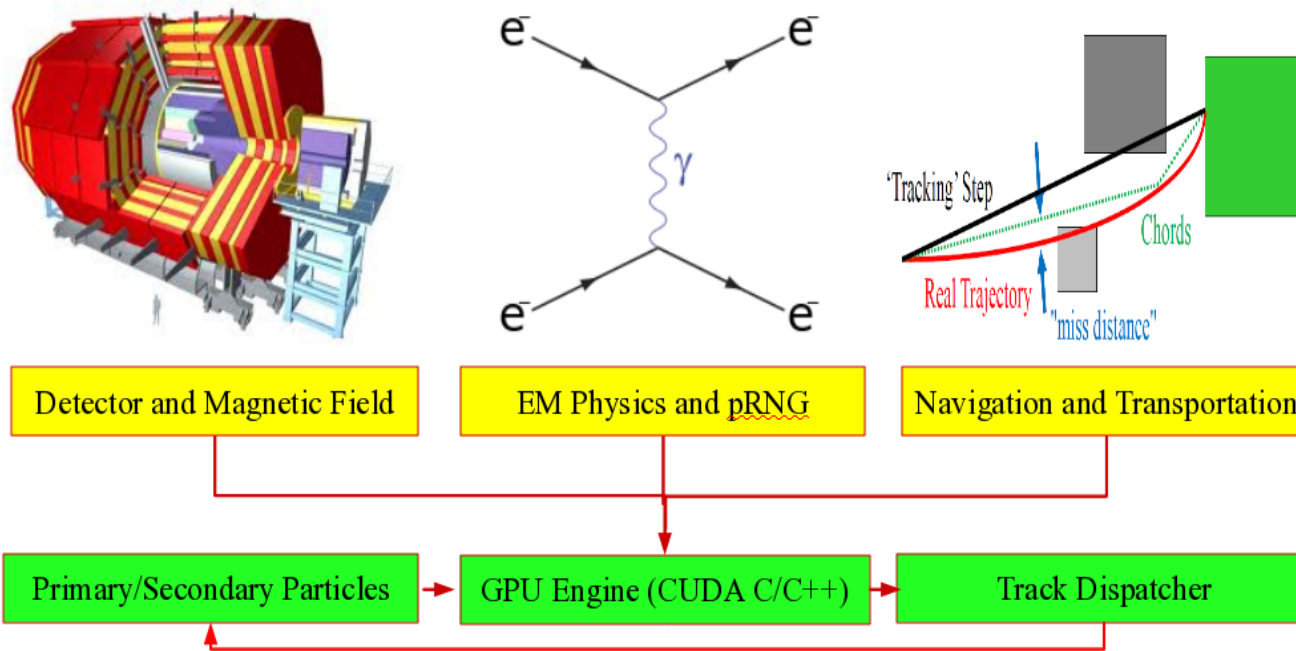 e⁻ e⁻
γ
e⁻ e⁻
'Tracking' Step
Chords
Real Trajectory
"miss distance"
Detector and Magnetic Field
EM Physics and pRNG
Navigation and Transportation
Primary/Secondary Particles
GPU Engine (CUDA C/C++)
Track Dispatcher